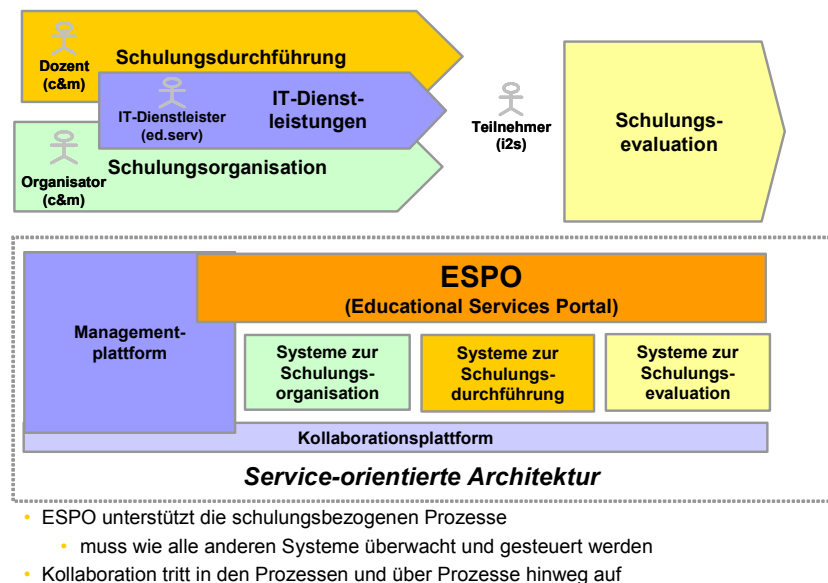 Dozent
(c&m)
Schulungsdurchführung
IT-Dienstleister
(ed.serv)
IT-Dienst-
leistungen
Organisator
(c&m)
Schulungsorganisation
Teilnehmer
(i2s)
Schulungs-
evaluation
ESPO
(Educational Services Portal)
Management-
plattform
Systeme zur
Schulungs-
organisation
Systeme zur
Schulungs-
durchführung
Systeme zur
Schulungs-
evaluation
Kollaborationsplattform
Service-orientierte Architektur
• ESPO unterstützt die schulungsbezogenen Prozesse
• muss wie alle anderen Systeme überwacht und gesteuert werden
• Kollaboration tritt in den Prozessen und über Prozesse hinweg auf